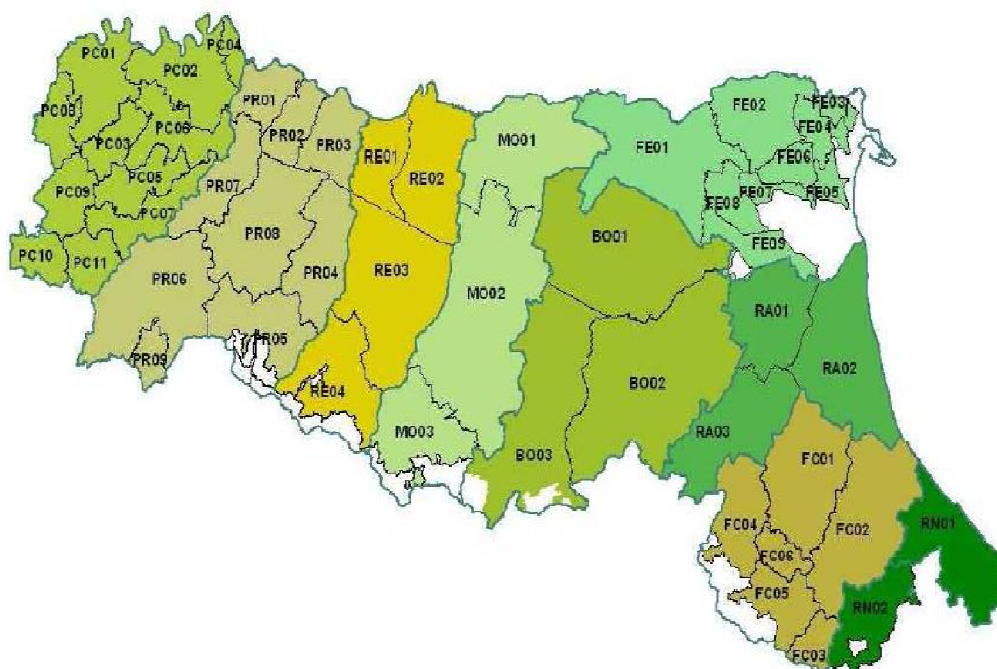 PC04
PC01
PC02
PR01
PC08
PC06
PR02
PR03
PC03
RE01
RE02
MO01
FE01
FE02
FE03
FE04
FE06
PC05
PC09
PR07
PC07
FE07
FE05
FE08
FE09
PC10
PC11
PR08
PR06
PR04
RE03
MO02
BO01
RA01
PR05
PR09
RE04
RA02
BO02
MO03
BO03
RA03
FC01
FC04
FC02
RN01
FC06
FC05
RN02
FC03